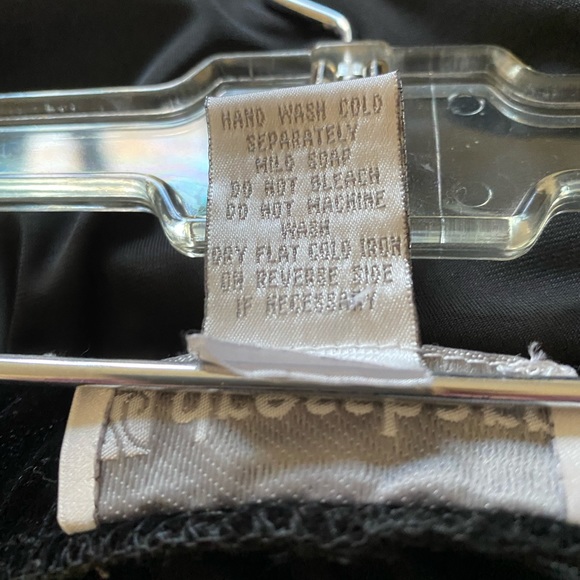 HAND WASH COLD
SEPARATELY
MILD SOAP
DO NOT BLEACH
DO NOT MACHINE
WASH
DRY FLAT COLD IRON
ON REVERSE SIDE
IF NECESSARY